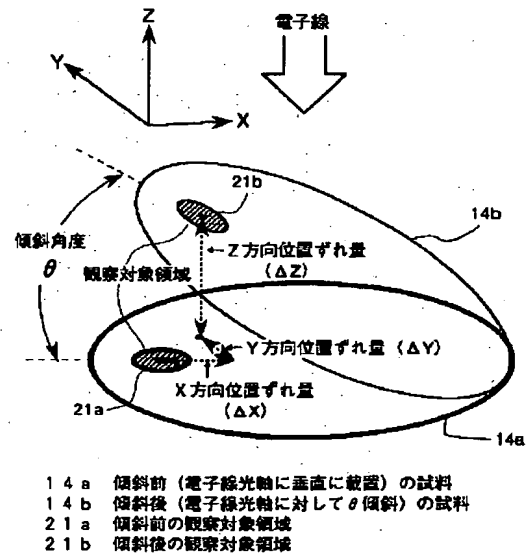 Z
電子線
Y
X
21b
14b
傾斜角度
θ
Z方向位置ずれ量
(ΔZ)
観察対象領域
Y方向位置ずれ量(ΔY)
X方向位置ずれ量
(ΔX)
21a
14a
14a 傾斜前(電子線光軸に垂直に載置)の試料
14b 傾斜後(電子線光軸に対してθ傾斜)の試料
21a 傾斜前の観察対象領域
21b 傾斜後の観察対象領域